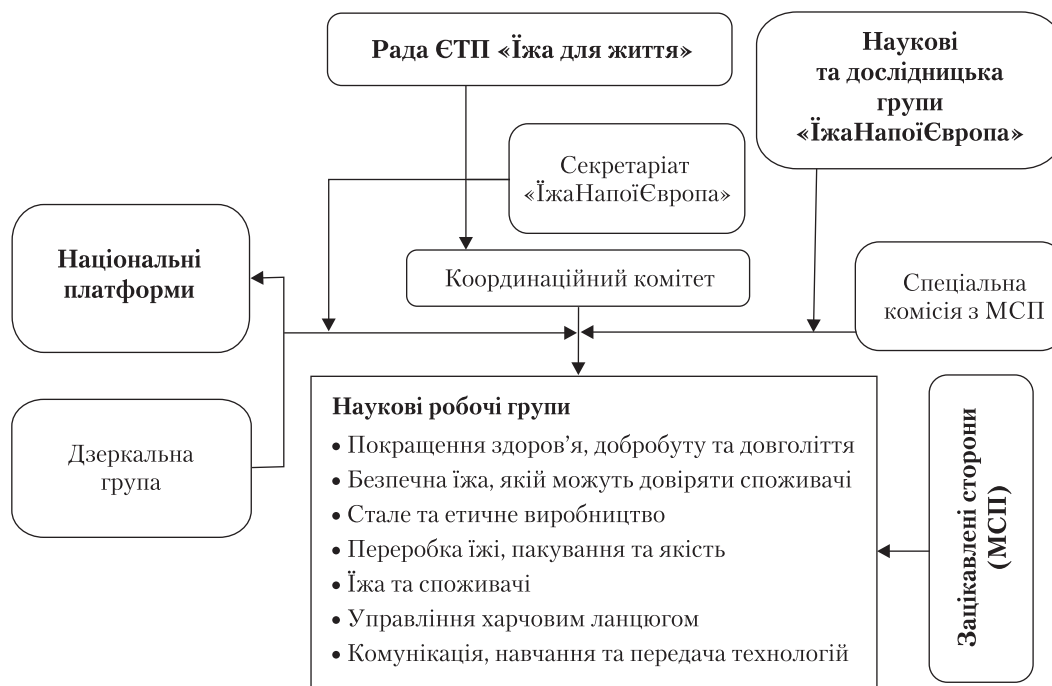 Рада ЄТП «Їжа для життя»
Наукові
та дослідницька
групи
«ЇжаНапоїЄвропа»
Секретаріат
«ЇжаНапоїЄвропа»
Національні
платформи
Координаційний комітет
Спеціальна
комісія з МСП
Дзеркальна
група
Наукові робочі групи
• Покращення здоров’я, добробуту та довголіття
• Безпечна їжа, якій можуть довіряти споживачі
• Стале та етичне виробництво
• Переробка їжі, пакування та якість
• Їжа та споживачі
• Управління харчовим ланцюгом
• Комунікація, навчання та передача технологій
Зацікавлені сторони
(МСП)